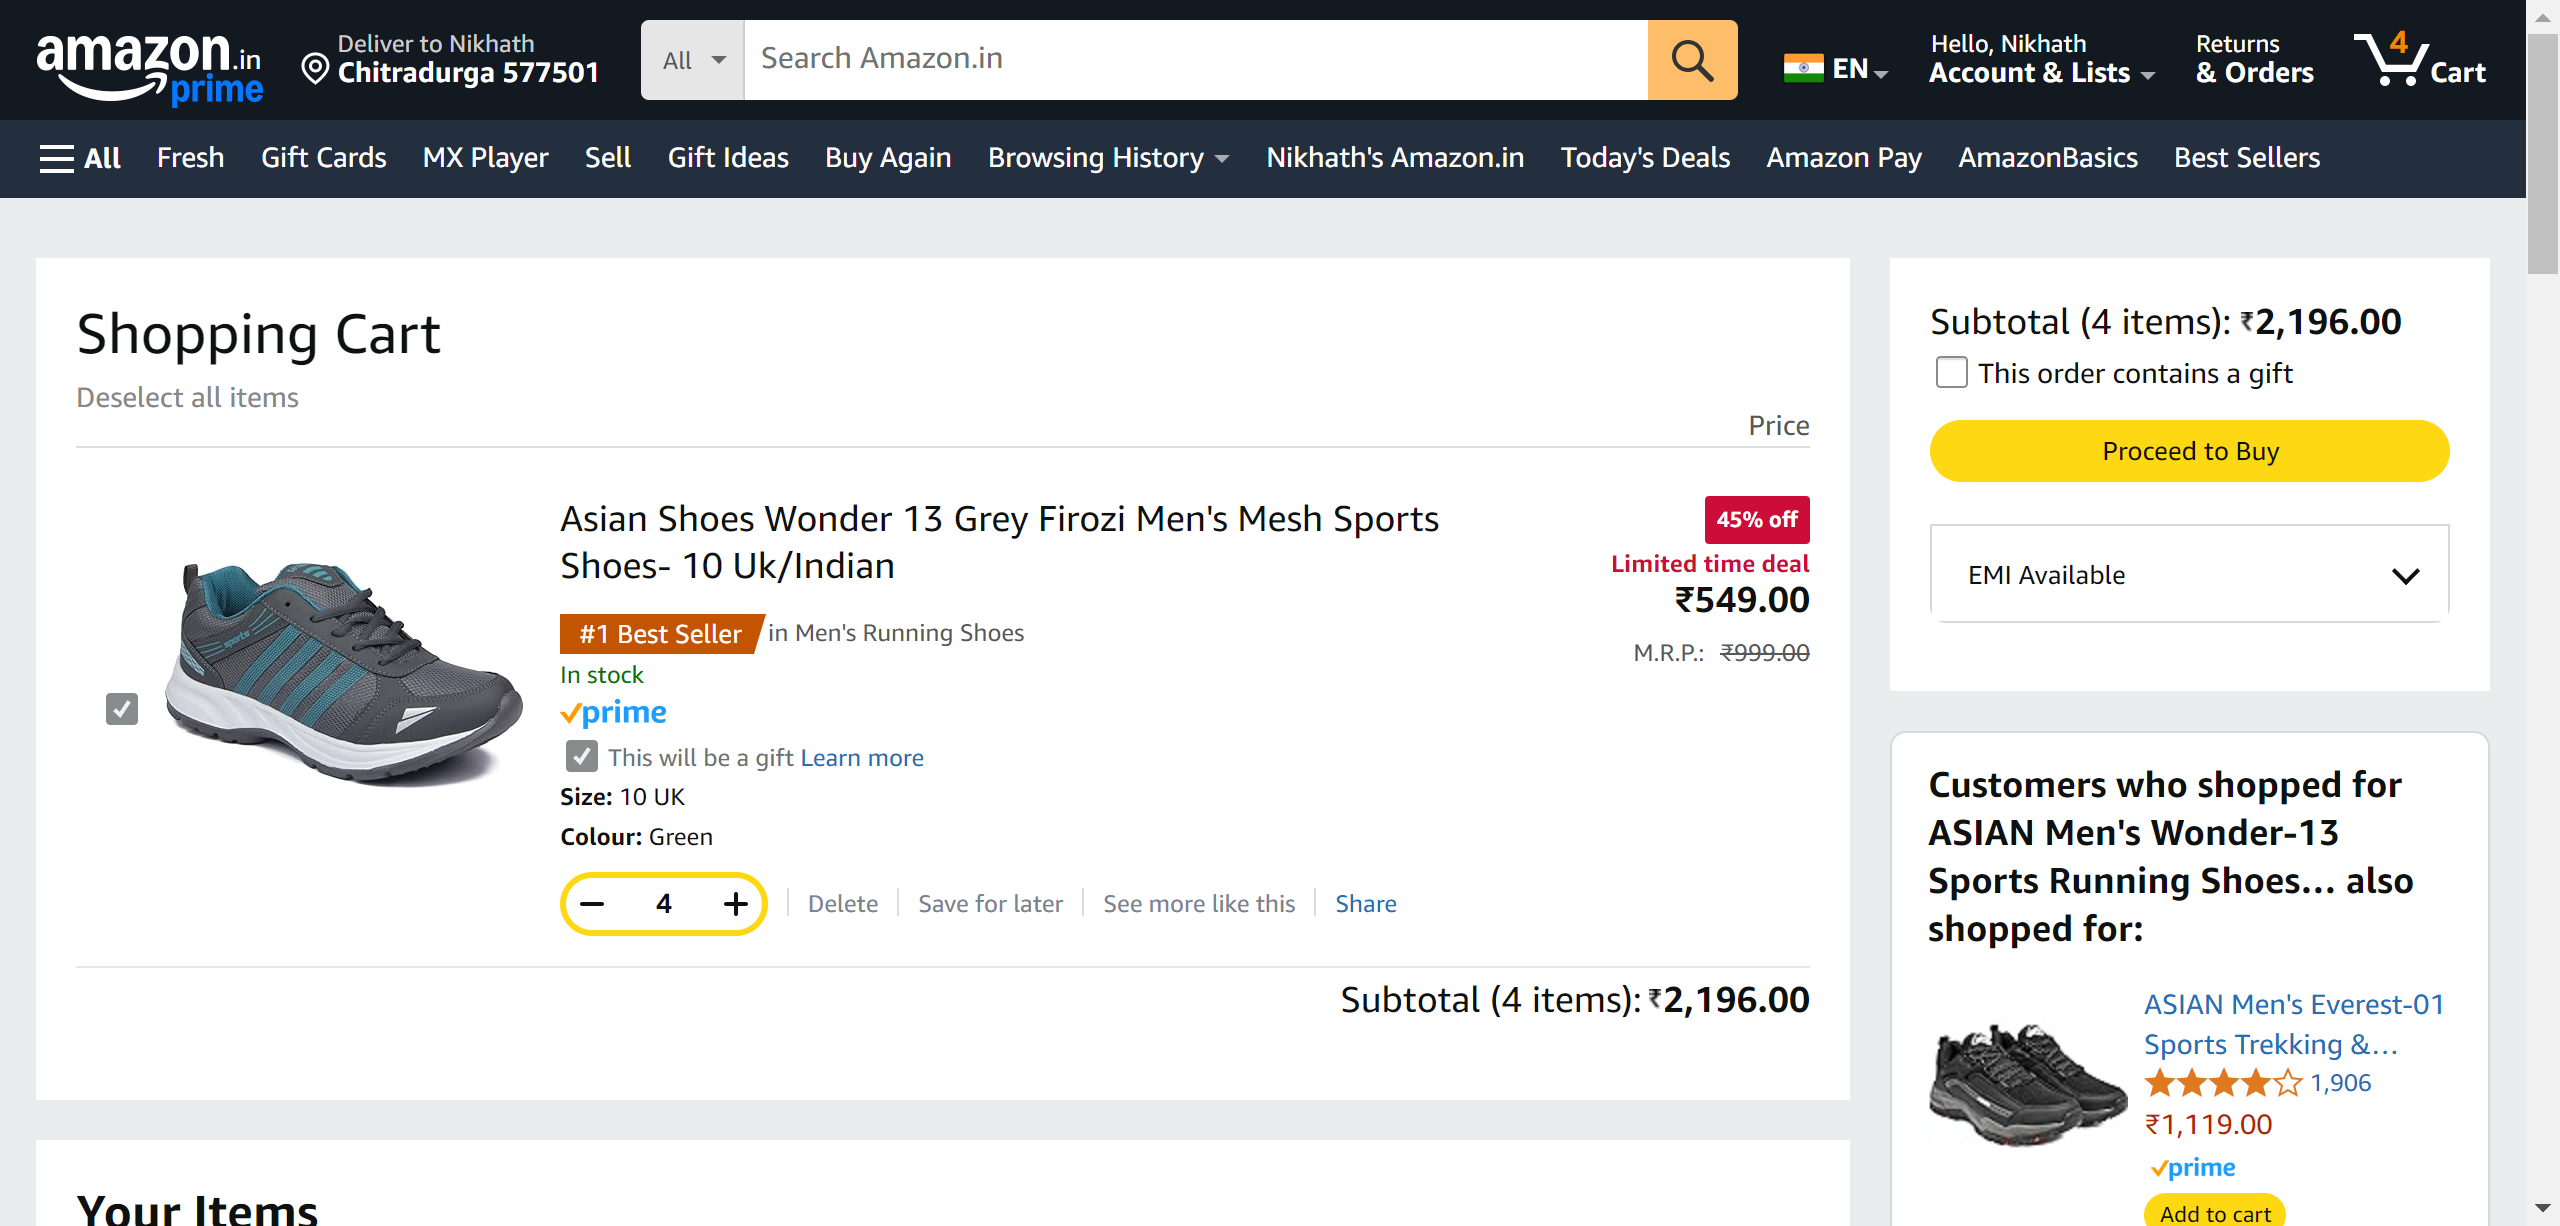 amazon.in
prime
Deliver to Nikhath
Chitradurga 577501
All
Search Amazon.in
EN
Hello, Nikhath
Account & Lists
Returns
& Orders
4
Cart
All
Fresh
Gift Cards
MX Player
Sell
Gift Ideas
Buy Again
Browsing History
Nikhath's Amazon.in
Today's Deals
Amazon Pay
AmazonBasics
Best Sellers
Shopping Cart
Deselect all items
Price
Asian Shoes Wonder 13 Grey Firozi Men's Mesh Sports
Shoes- 10 Uk/Indian
#1 Best Seller in Men's Running Shoes
In stock
prime
This will be a gift Learn more
Size: 10 UK
Colour: Green
4
Delete
Save for later
See more like this
Share
45% off
Limited time deal
₹549.00
M.R.P.: ₹999.00
Subtotal (4 items): ₹2,196.00
Your Items
Subtotal (4 items): ₹2,196.00
This order contains a gift
Proceed to Buy
EMI Available
Customers who shopped for
ASIAN Men's Wonder-13
Sports Running Shoes… also
shopped for:
ASIAN Men's Everest-01
Sports Trekking &…
1,906
₹1,119.00
prime
Add to cart